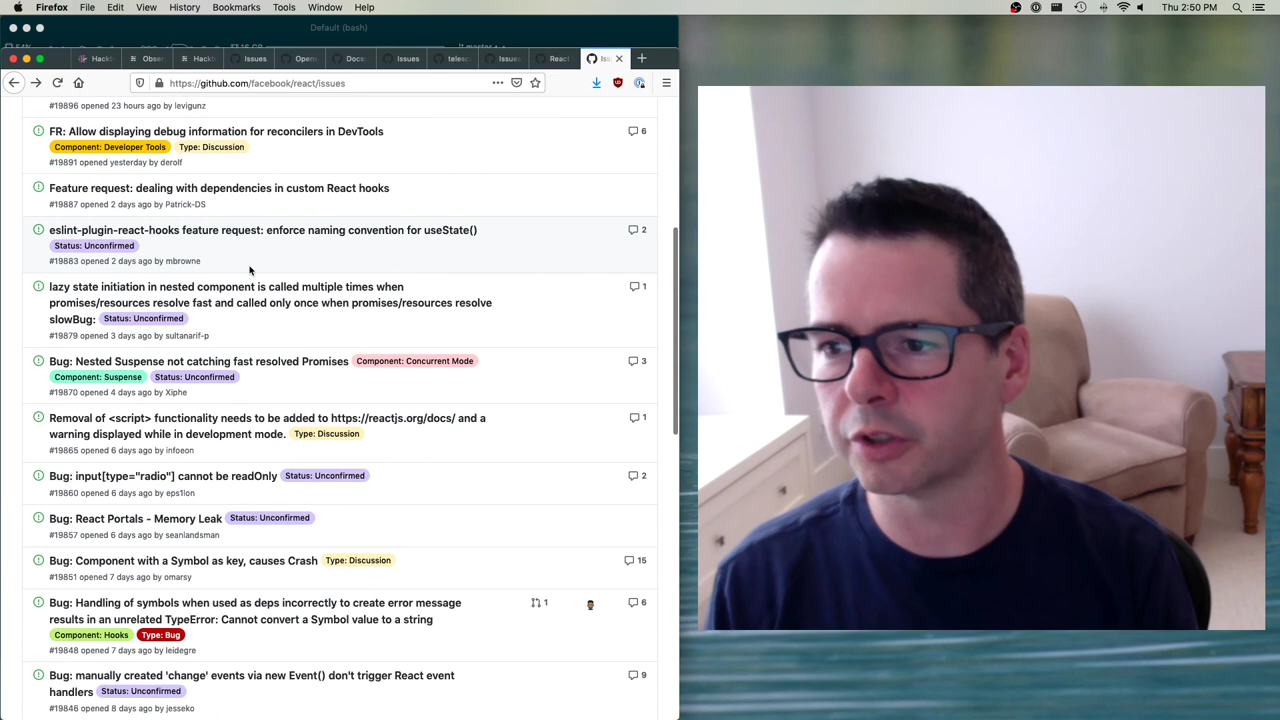 Firefox File Edit View History Bookmarks Tools Window Help Thu 2:50 PM
Default (bash)
Hackt Obser Hackt Issues Open Docs Issues telesc Issues React Iss
https://github.com/facebook/react/issues
#19896 opened 23 hours ago by levigunz
FR: Allow displaying debug information for reconcilers in DevTools 6
Component: Developer Tools Type: Discussion
#19891 opened yesterday by derolf
Feature request: dealing with dependencies in custom React hooks
#19887 opened 2 days ago by Patrick-DS
eslint-plugin-react-hooks feature request: enforce naming convention for useState() 2
Status: Unconfirmed
#19883 opened 2 days ago by mbrowne
lazy state initiation in nested component is called multiple times when 1
promises/resources resolve fast and called only once when promises/resources resolve
slowBug: Status: Unconfirmed
#19879 opened 3 days ago by sultanarif-p
Bug: Nested Suspense not catching fast resolved Promises Component: Concurrent Mode 3
Component: Suspense Status: Unconfirmed
#19870 opened 4 days ago by Xiphe
Removal of <script> functionality needs to be added to https://reactjs.org/docs/ and a 1
warning displayed while in development mode. Type: Discussion
#19865 opened 6 days ago by infoeon
Bug: input[type="radio"] cannot be readOnly Status: Unconfirmed 2
#19860 opened 6 days ago by eps1lon
Bug: React Portals - Memory Leak Status: Unconfirmed
#19857 opened 6 days ago by seanlandsman
Bug: Component with a Symbol as key, causes Crash Type: Discussion 15
#19851 opened 7 days ago by omarsy
Bug: Handling of symbols when used as deps incorrectly to create error message 1 6
results in an unrelated TypeError: Cannot convert a Symbol value to a string
Component: Hooks Type: Bug
#19848 opened 7 days ago by leidegre
Bug: manually created 'change' events via new Event() don't trigger React event 9
handlers Status: Unconfirmed
#19846 opened 8 days ago by jesseko